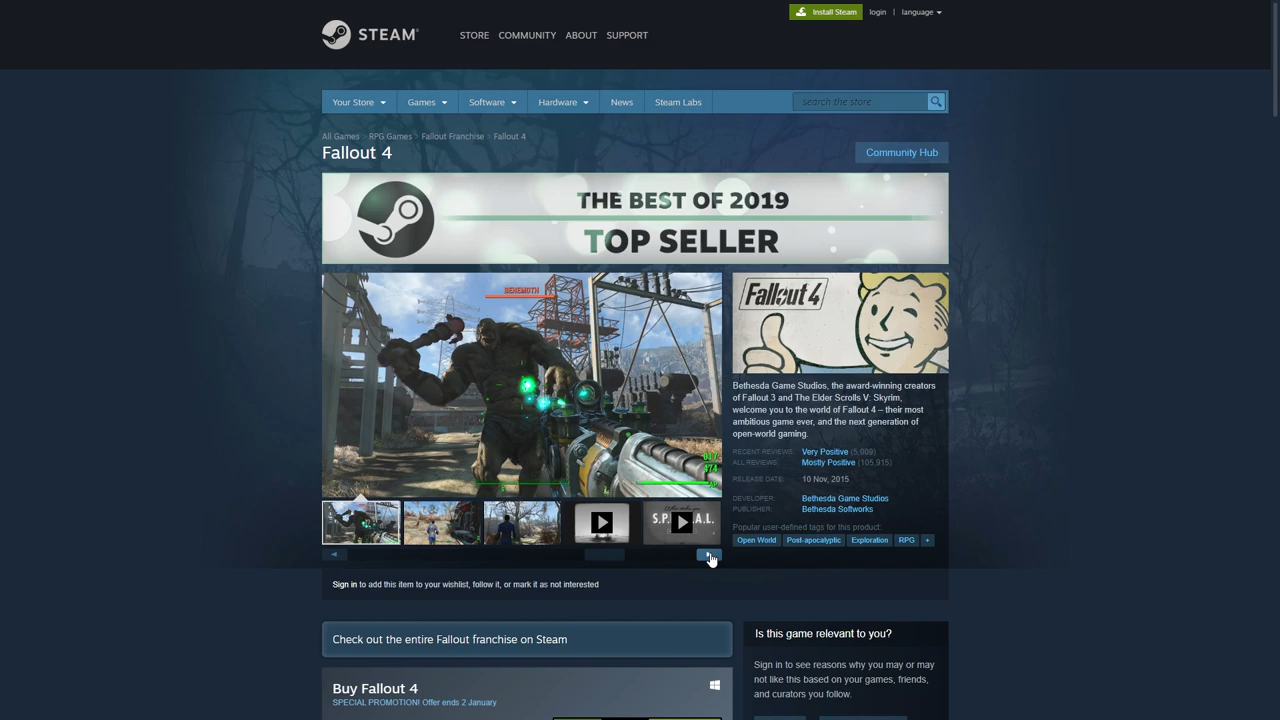 Install Steam
login
|
language
STEAM
STORE
COMMUNITY
ABOUT
SUPPORT
Your Store
Games
Software
Hardware
News
Steam Labs
search the store
All Games > RPG Games > Fallout Franchise > Fallout 4
Fallout 4
Community Hub
THE BEST OF 2019
TOP SELLER
BEHEMOTH
Fallout 4
Bethesda Game Studios, the award-winning creators
of Fallout 3 and The Elder Scrolls V: Skyrim,
welcome you to the world of Fallout 4 – their most
ambitious game ever, and the next generation of
open-world gaming.
RECENT REVIEWS: Very Positive (5,009)
ALL REVIEWS: Mostly Positive (105,915)
RELEASE DATE: 10 Nov, 2015
DEVELOPER: Bethesda Game Studios
PUBLISHER: Bethesda Softworks
Popular user-defined tags for this product:
Open World
Post-apocalyptic
Exploration
RPG
+
474
AP
S.P.E.C.I.A.L.
Sign in to add this item to your wishlist, follow it, or mark it as not interested
Check out the entire Fallout franchise on Steam
Is this game relevant to you?
Sign in to see reasons why you may or may
not like this based on your games, friends,
and curators you follow.
Buy Fallout 4
SPECIAL PROMOTION! Offer ends 2 January